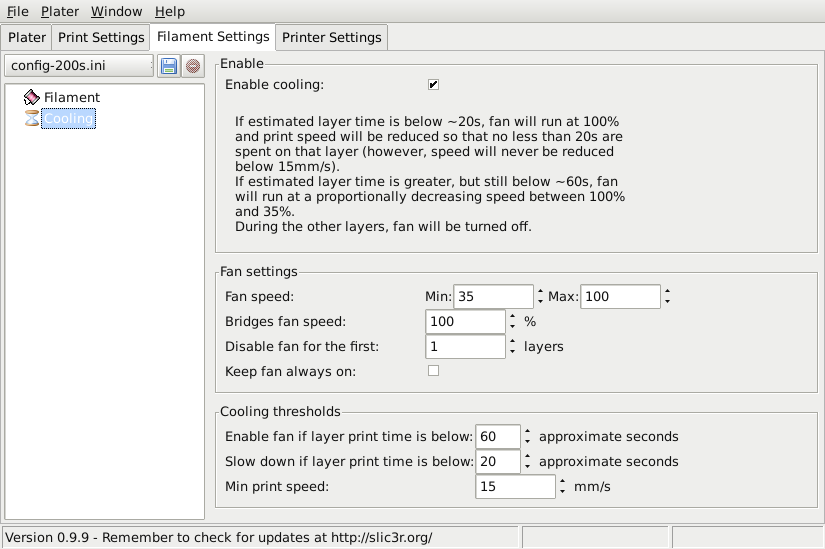 File Plater Window Help
Plater Print Settings Filament Settings Printer Settings
config-200s.ini
Filament
Cooling
Enable
Enable cooling:
If estimated layer time is below ~20s, fan will run at 100%
and print speed will be reduced so that no less than 20s are
spent on that layer (however, speed will never be reduced
below 15mm/s).
If estimated layer time is greater, but still below ~60s, fan
will run at a proportionally decreasing speed between 100%
and 35%.
During the other layers, fan will be turned off.
Fan settings
Fan speed: Min: 35 Max: 100
Bridges fan speed: 100 %
Disable fan for the first: 1 layers
Keep fan always on:
Cooling thresholds
Enable fan if layer print time is below: 60 approximate seconds
Slow down if layer print time is below: 20 approximate seconds
Min print speed: 15 mm/s
Version 0.9.9 - Remember to check for updates at http://slic3r.org/